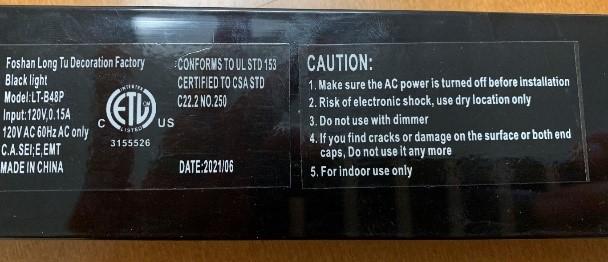 Foshan Long Tu Decoration Factory
Black light
Model:LT-B48P
Input:120V,0.15A
120V AC 60Hz AC only
C.A.SEI;E,EMT
MADE IN CHINA
INTERTEK
ETL
CM
LISTED
C US
3155526
:CONFORMS TO UL STD 153
CERTIFIED TO CSA STD
C22.2 NO.250
DATE:2021/06
CAUTION:
1. Make sure the AC power is turned off before installation
2. Risk of electronic shock, use dry location only
3. Do not use with dimmer
4. If you find cracks or damage on the surface or both end
caps, Do not use it any more
5. For indoor use only